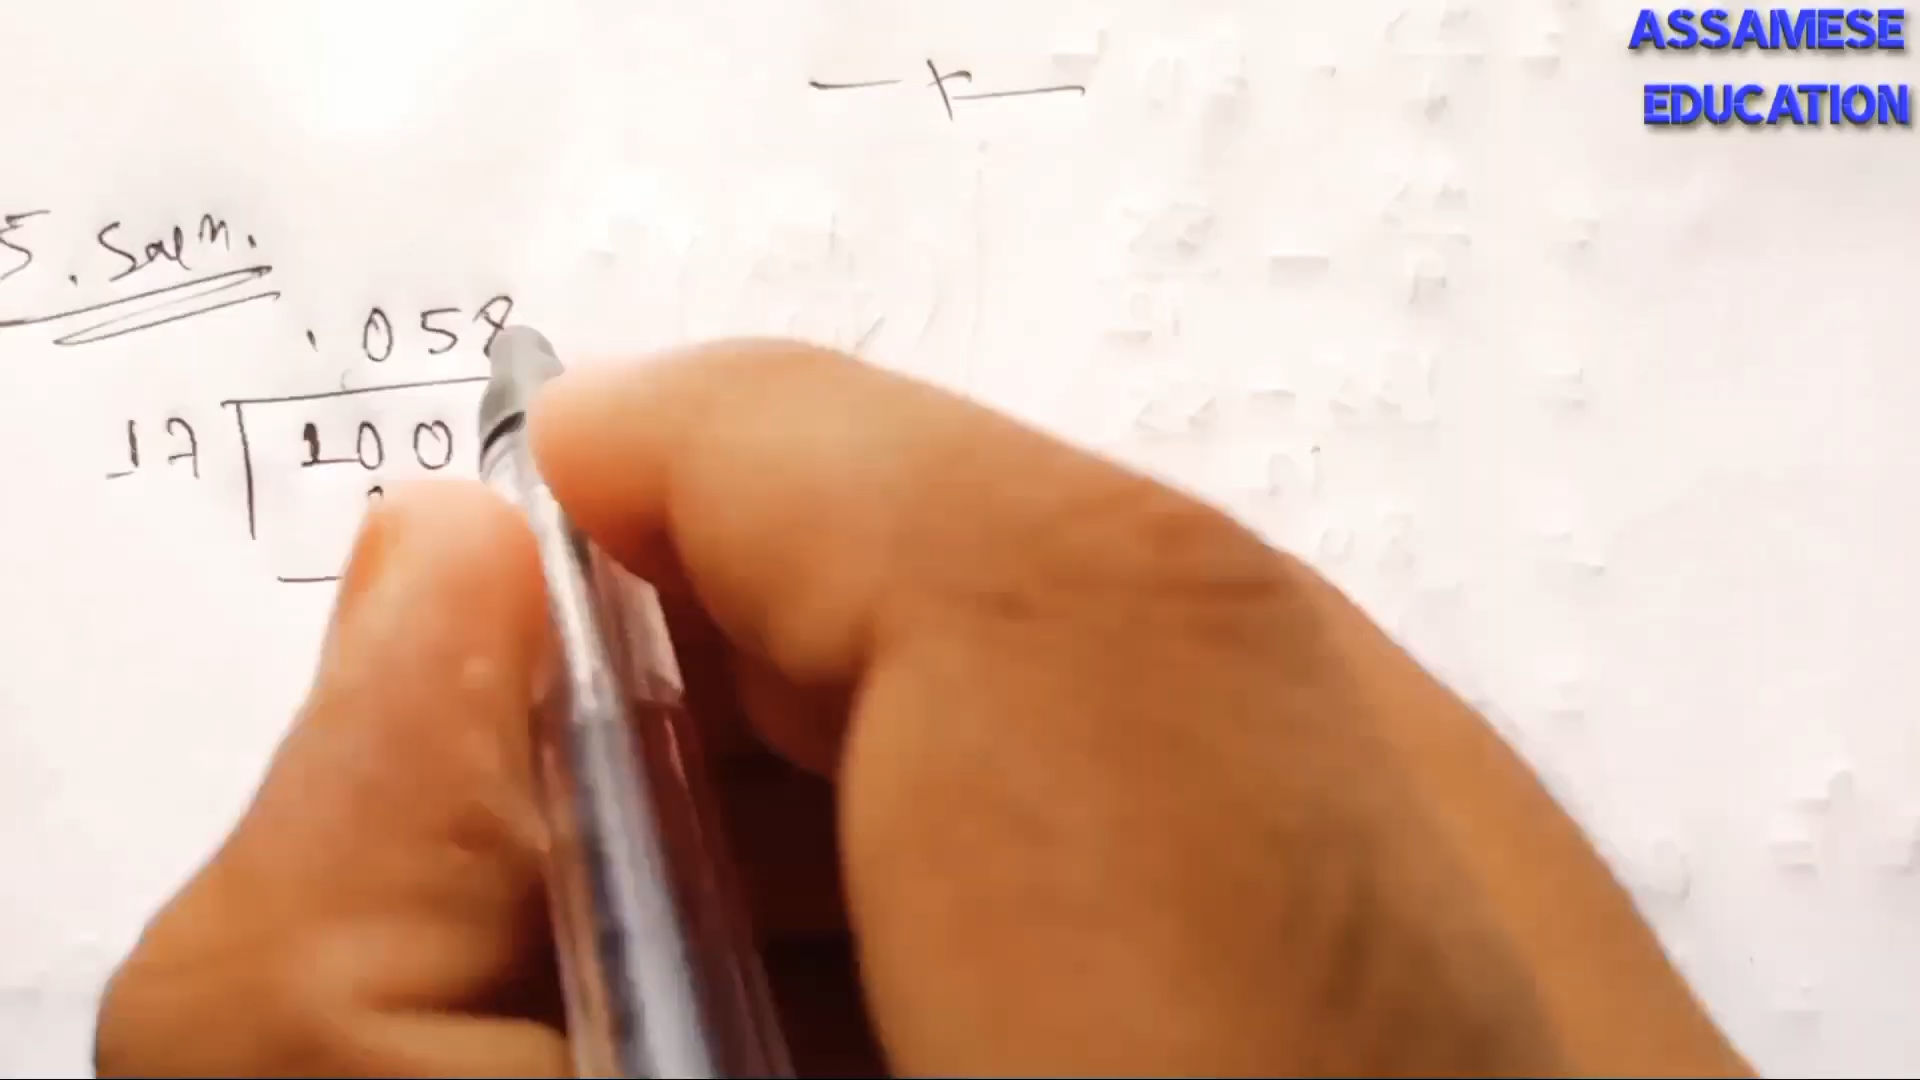 ASSAMESE
EDUCATION
— x —
5. Soln.
.058
17 100